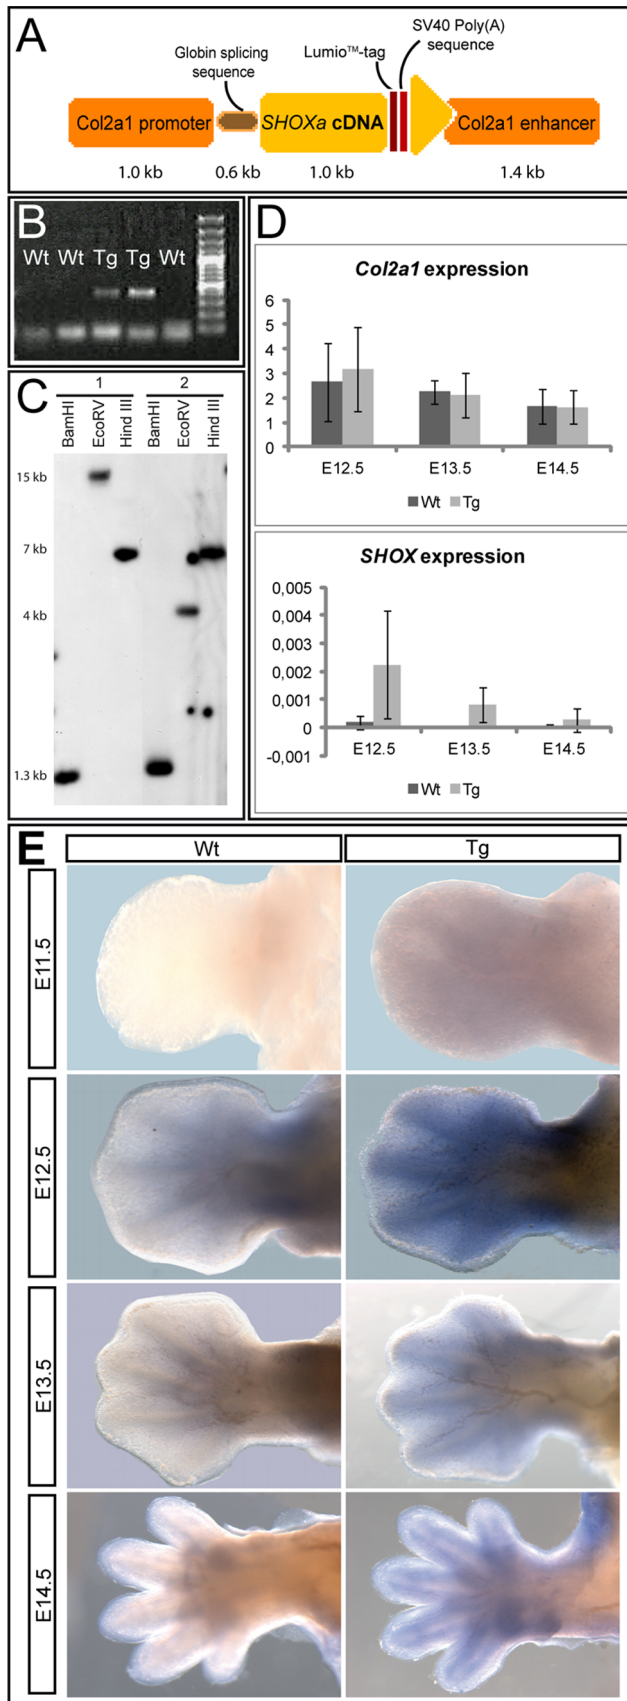 A
Globin splicing
sequence
Lumio™-tag
SV40 Poly(A)
sequence
Col2a1 promoter
SHOXa cDNA
Col2a1 enhancer
1.0 kb 0.6 kb 1.0 kb 1.4 kb
B
Wt Wt Tg Tg Wt
C
1 2
BamHI EcoRV Hind III BamHI EcoRV Hind III
15 kb
7 kb
4 kb
1.3 kb
D
Col2a1 expression
6
5
4
3
2
1
0
E12.5 E13.5 E14.5
Wt Tg
SHOX expression
0,005
0,004
0,003
0,002
0,001
0
-0,001
E12.5 E13.5 E14.5
Wt Tg
E
Wt Tg
E11.5
E12.5
E13.5
E14.5